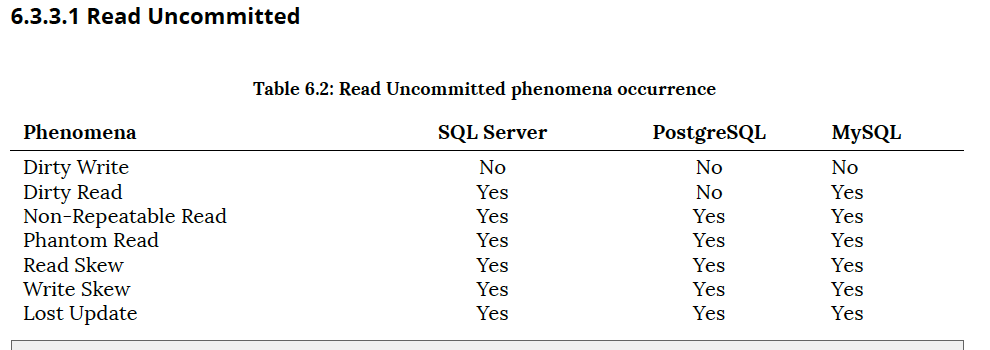 6.3.3.1 Read Uncommitted
Table 6.2: Read Uncommitted phenomena occurrence
Phenomena SQL Server PostgreSQL MySQL
Dirty Write No No No
Dirty Read Yes No Yes
Non-Repeatable Read Yes Yes Yes
Phantom Read Yes Yes Yes
Read Skew Yes Yes Yes
Write Skew Yes Yes Yes
Lost Update Yes Yes Yes